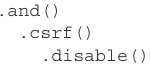 .and()
.csrf()
.disable()